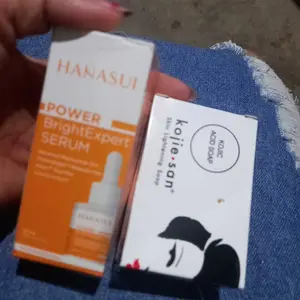 HANASUI
POWER
BrightExpert
SERUM
kojie.san
Skin Lightening Soap
KOJIC
ACID SOAP